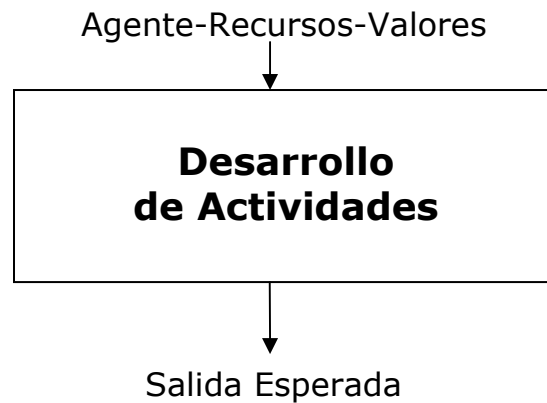 Agente-Recursos-Valores
Desarrollo
de Actividades
Salida Esperada